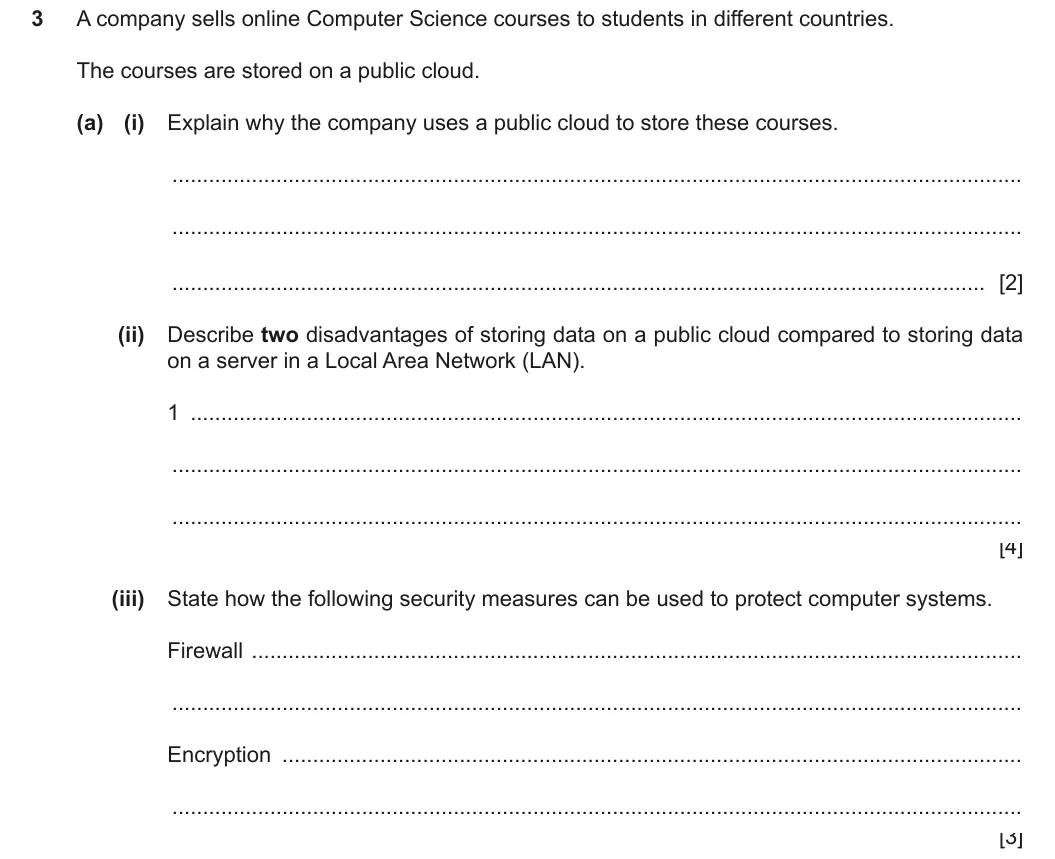 3 A company sells online Computer Science courses to students in different countries.
The courses are stored on a public cloud.
(a) (i) Explain why the company uses a public cloud to store these courses.
..........................................................................................................................................
..........................................................................................................................................
.................................................................................................................................... [2]
(ii) Describe two disadvantages of storing data on a public cloud compared to storing data
on a server in a Local Area Network (LAN).
1 .......................................................................................................................................
..........................................................................................................................................
..........................................................................................................................................
[4]
(iii) State how the following security measures can be used to protect computer systems.
Firewall .............................................................................................................................
..........................................................................................................................................
Encryption ........................................................................................................................
..........................................................................................................................................
[3]